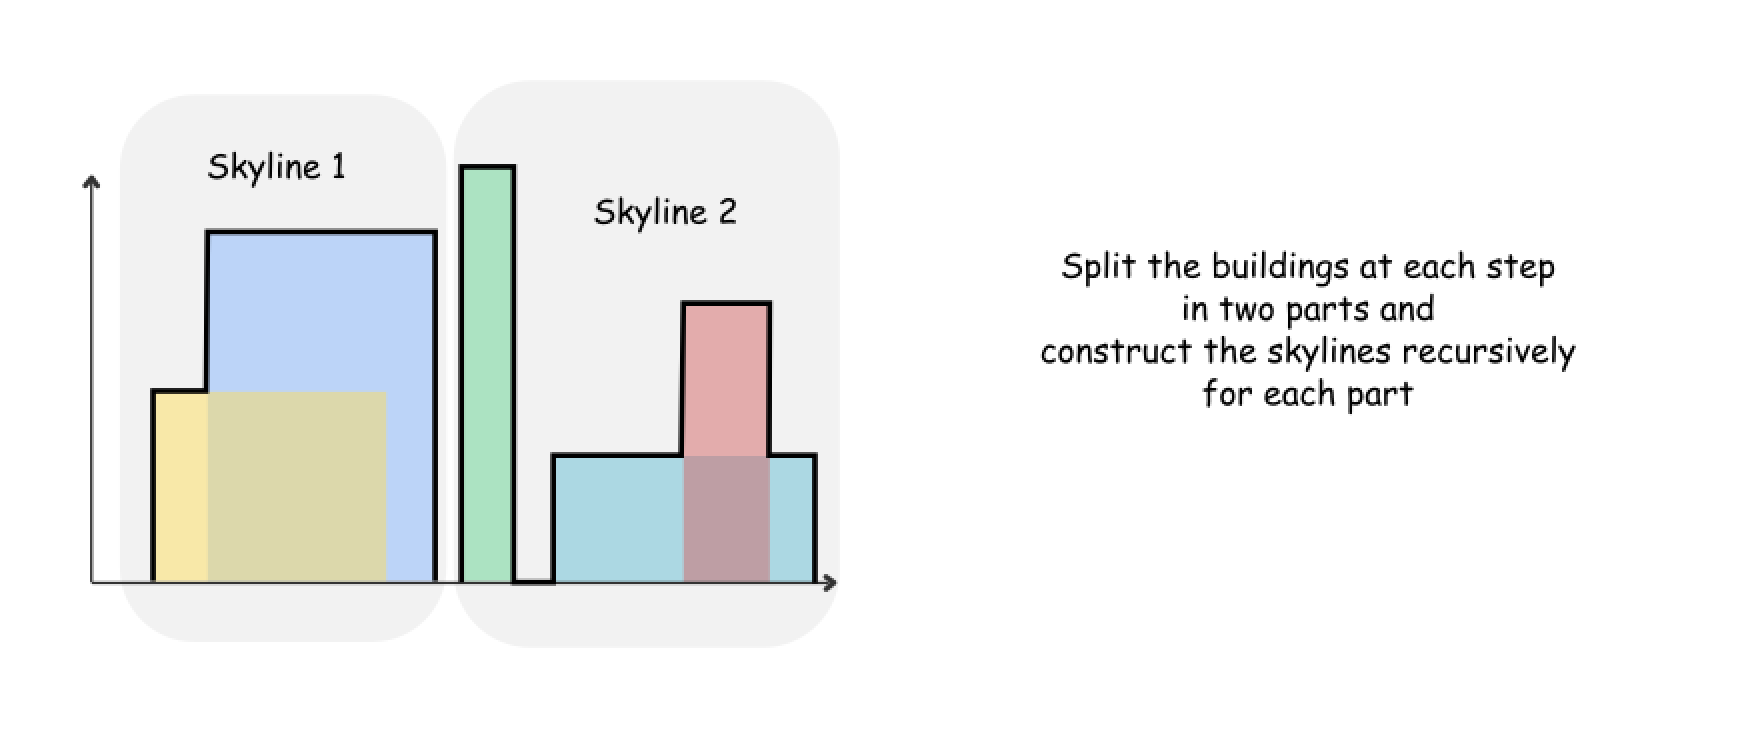 Skyline 1
Skyline 2
Split the buildings at each step
in two parts and
construct the skylines recursively
for each part